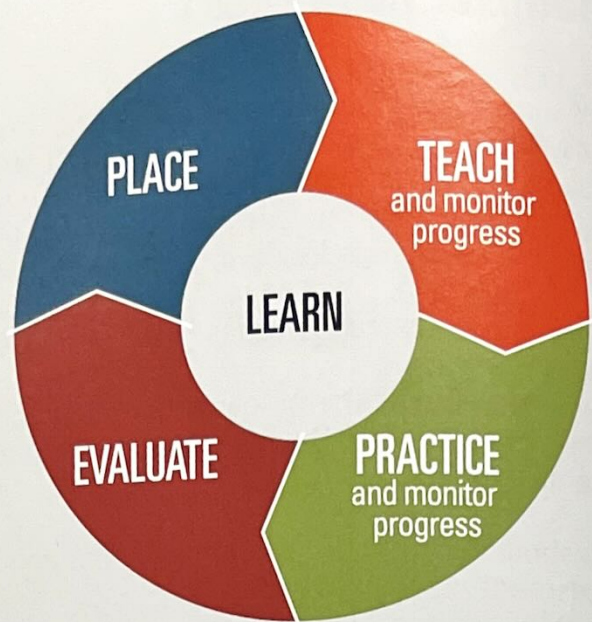 PLACE
TEACH
and monitor
progress
LEARN
EVALUATE
PRACTICE
and monitor
progress